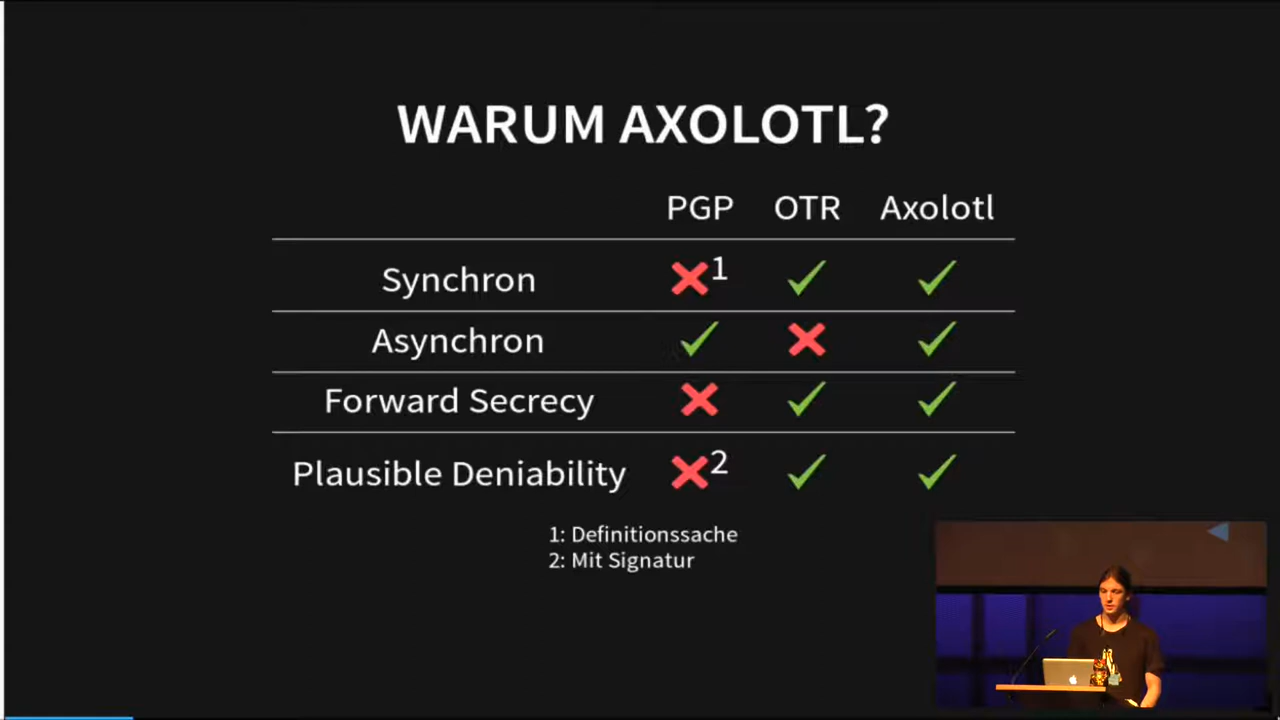 WARUM AXOLOTL?
PGP OTR Axolotl
Synchron ❌1 ✓ ✓
Asynchron ✓ ❌ ✓
Forward Secrecy ❌ ✓ ✓
Plausible Deniability ❌2 ✓ ✓
1: Definitionssache
2: Mit Signatur